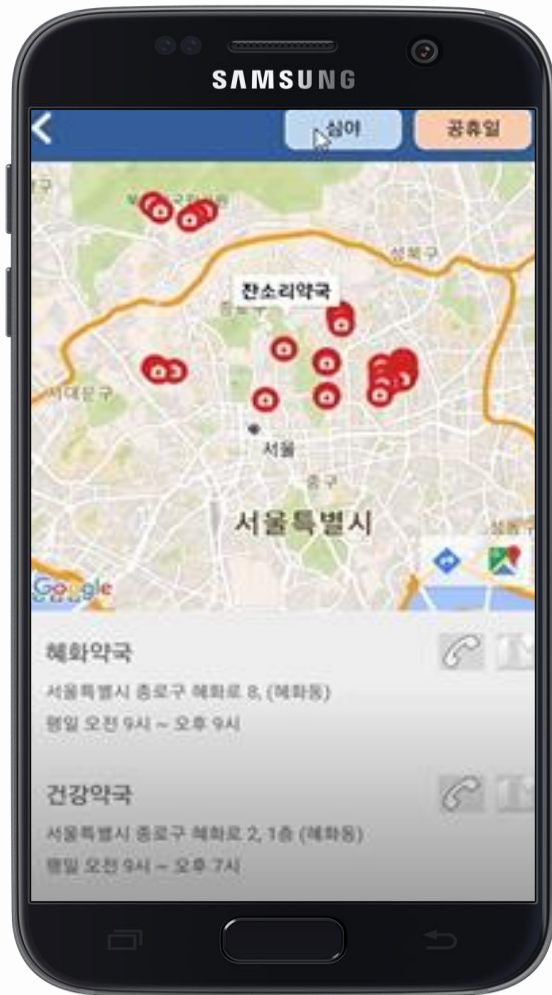 SAMSUNG
심야
공휴일
성북구
잔소리약국
서대문구
서울
중구
서울특별시
Google
혜화약국
서울특별시 종로구 혜화로 8, (혜화동)
평일 오전 9시 ~ 오후 9시
건강약국
서울특별시 종로구 혜화로 2, 1층 (혜화동)
평일 오전 9시 ~ 오후 7시